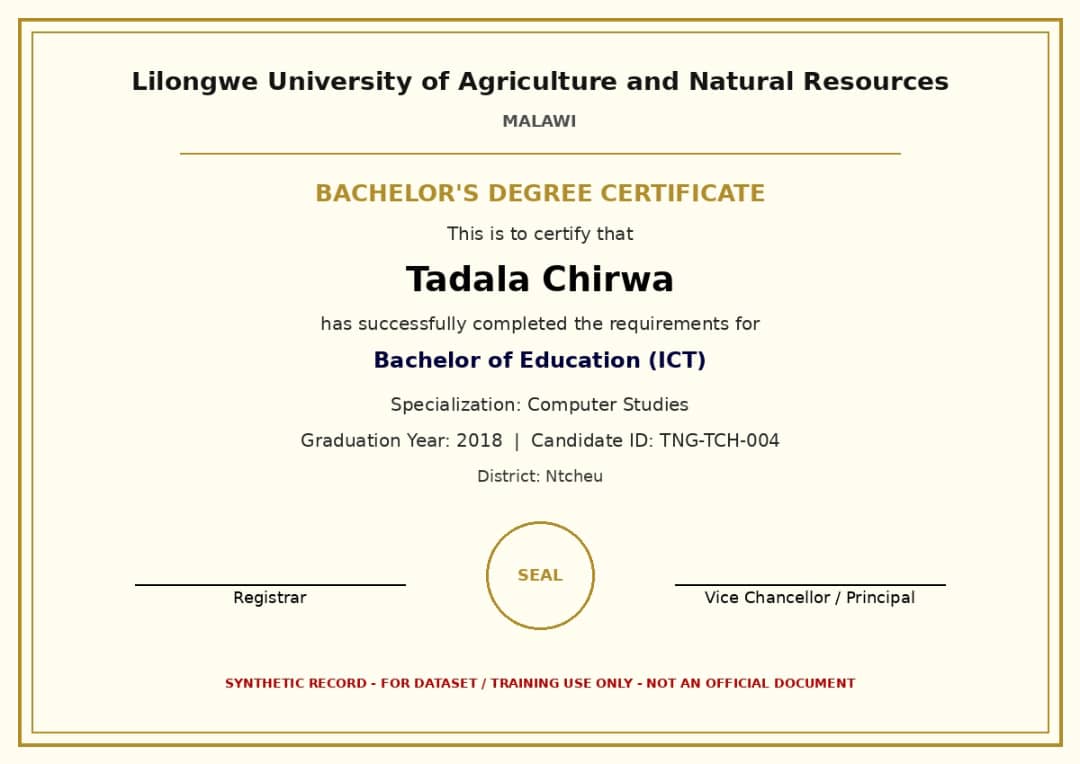 Lilongwe University of Agriculture and Natural Resources
MALAWI
BACHELOR'S DEGREE CERTIFICATE
This is to certify that
Tadala Chirwa
has successfully completed the requirements for
Bachelor of Education (ICT)
Specialization: Computer Studies
Graduation Year: 2018 | Candidate ID: TNG-TCH-004
District: Ntcheu
SEAL
Registrar
Vice Chancellor / Principal
SYNTHETIC RECORD - FOR DATASET / TRAINING USE ONLY - NOT AN OFFICIAL DOCUMENT